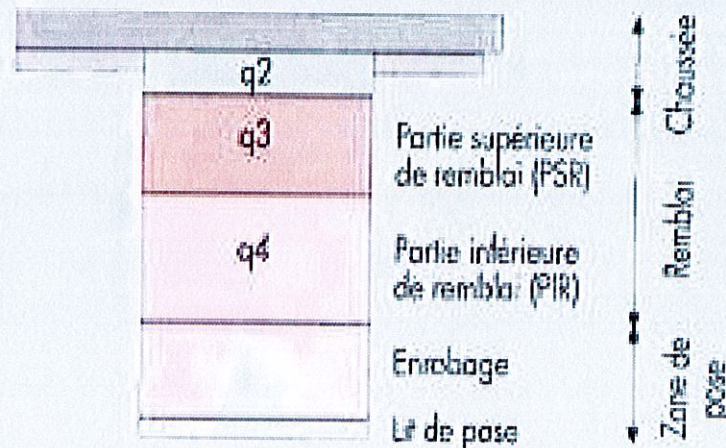 q2
q3
Partie supérieure
de remblai (PSR)
q4
Partie inférieure
de remblai (PIR)
Enrobage
Lit de pose
Chaussée
Remblai
Zone de
pose